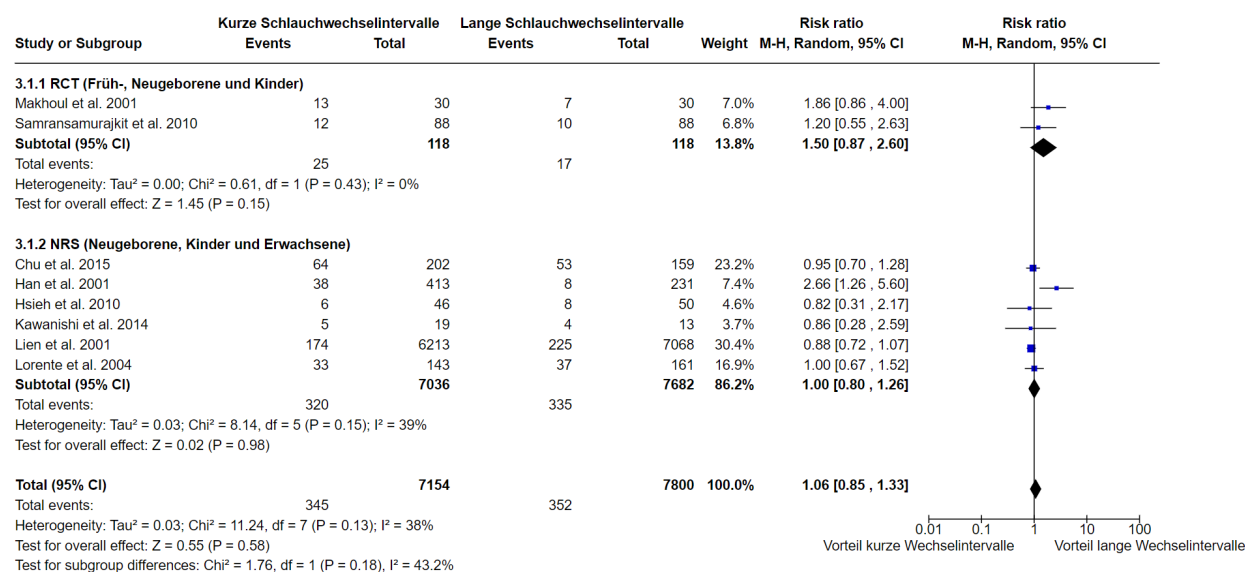 Kurze Schlauchwechselintervalle Lange Schlauchwechselintervalle Risk ratio Risk ratio
Study or Subgroup Events Total Events Total Weight M-H, Random, 95% CI M-H, Random, 95% CI
3.1.1 RCT (Früh-, Neugeborene und Kinder)
Makhoul et al. 2001 13 30 7 30 7.0% 1.86 [0.86 , 4.00]
Samransamurajkit et al. 2010 12 88 10 88 6.8% 1.20 [0.55 , 2.63]
Subtotal (95% CI) 118 118 13.8% 1.50 [0.87 , 2.60]
Total events: 25 17
Heterogeneity: Tau² = 0.00; Chi² = 0.61, df = 1 (P = 0.43); I² = 0%
Test for overall effect: Z = 1.45 (P = 0.15)
3.1.2 NRS (Neugeborene, Kinder und Erwachsene)
Chu et al. 2015 64 202 53 159 23.2% 0.95 [0.70 , 1.28]
Han et al. 2001 38 413 8 231 7.4% 2.66 [1.26 , 5.60]
Hsieh et al. 2010 6 46 8 50 4.6% 0.82 [0.31 , 2.17]
Kawanishi et al. 2014 5 19 4 13 3.7% 0.86 [0.28 , 2.59]
Lien et al. 2001 174 6213 225 7068 30.4% 0.88 [0.72 , 1.07]
Lorente et al. 2004 33 143 37 161 16.9% 1.00 [0.67 , 1.52]
Subtotal (95% CI) 7036 7682 86.2% 1.00 [0.80 , 1.26]
Total events: 320 335
Heterogeneity: Tau² = 0.03; Chi² = 8.14, df = 5 (P = 0.15); I² = 39%
Test for overall effect: Z = 0.02 (P = 0.98)
Total (95% CI) 7154 7800 100.0% 1.06 [0.85 , 1.33]
Total events: 345 352
Heterogeneity: Tau² = 0.03; Chi² = 11.24, df = 7 (P = 0.13); I² = 38%
Test for overall effect: Z = 0.55 (P = 0.58)
Test for subgroup differences: Chi² = 1.76, df = 1 (P = 0.18), I² = 43.2%
0.01 0.1 1 10 100
Vorteil kurze Wechselintervalle Vorteil lange Wechselintervalle